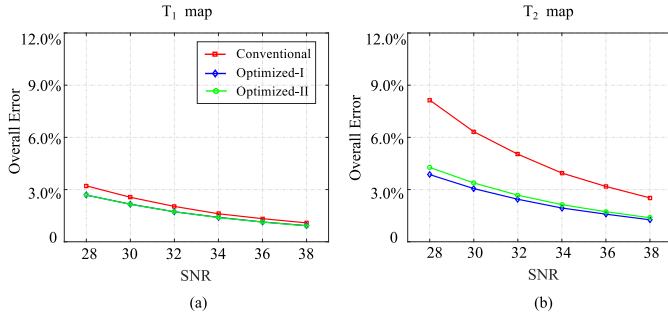 T₁ map
T₂ map
Overall Error
12.0%
9.0%
6.0%
3.0%
0
Conventional
Optimized-I
Optimized-II
28 30 32 34 36 38
SNR
(a)
Overall Error
12.0%
9.0%
6.0%
3.0%
0
28 30 32 34 36 38
SNR
(b)